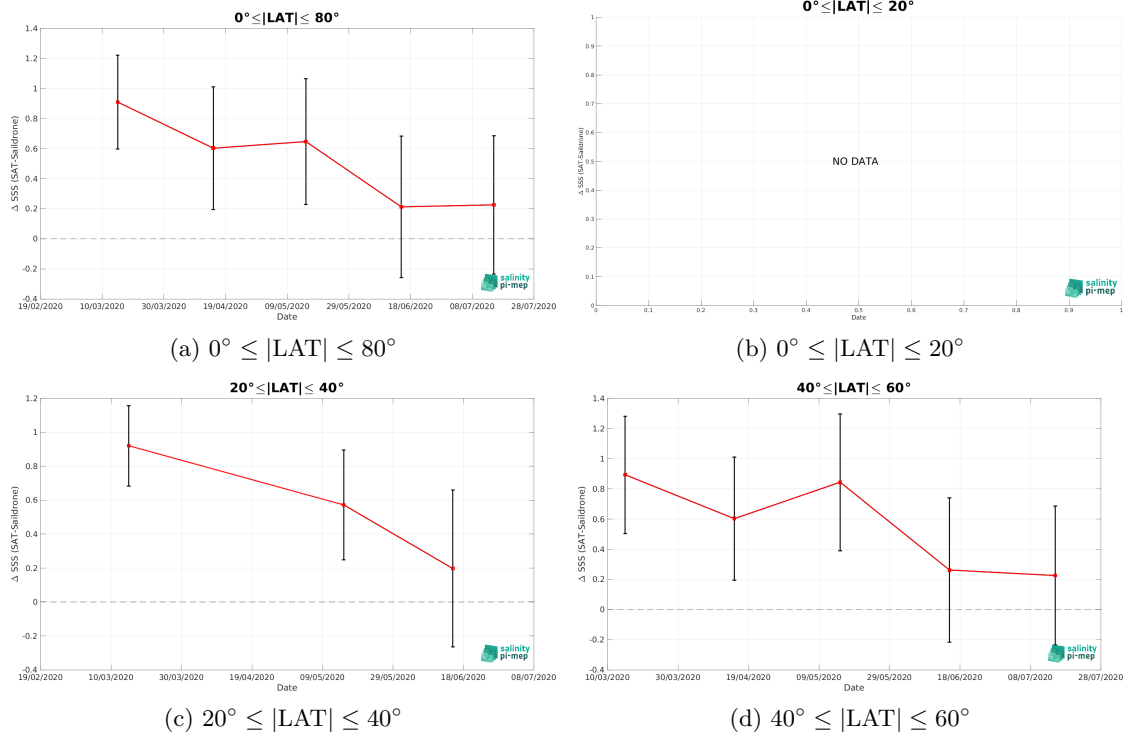 0°≤|LAT|≤ 80°
1.4
1.2
1
0.8
0.6
0.4
0.2
0
-0.2
-0.4
Δ SSS (SAT-Saildrone)
19/02/2020 10/03/2020 30/03/2020 19/04/2020 09/05/2020 29/05/2020 18/06/2020 08/07/2020 28/07/2020
Date
salinity
pi-mep
(a) 0° ≤ |LAT| ≤ 80°
0°≤|LAT|≤ 20°
1
0.9
0.8
0.7
0.6
0.5
0.4
0.3
0.2
0.1
0
Δ SSS (SAT-Saildrone)
NO DATA
0 0.1 0.2 0.3 0.4 0.5 0.6 0.7 0.8 0.9 1
Date
salinity
pi-mep
(b) 0° ≤ |LAT| ≤ 20°
20°≤|LAT|≤ 40°
1.2
1
0.8
0.6
0.4
0.2
0
-0.2
-0.4
Δ SSS (SAT-Saildrone)
19/02/2020 10/03/2020 30/03/2020 19/04/2020 09/05/2020 29/05/2020 18/06/2020 08/07/2020
Date
salinity
pi-mep
(c) 20° ≤ |LAT| ≤ 40°
40°≤|LAT|≤ 60°
1.4
1.2
1
0.8
0.6
0.4
0.2
0
-0.2
-0.4
Δ SSS (SAT-Saildrone)
10/03/2020 30/03/2020 19/04/2020 09/05/2020 29/05/2020 18/06/2020 08/07/2020 28/07/2020
Date
salinity
pi-mep
(d) 40° ≤ |LAT| ≤ 60°